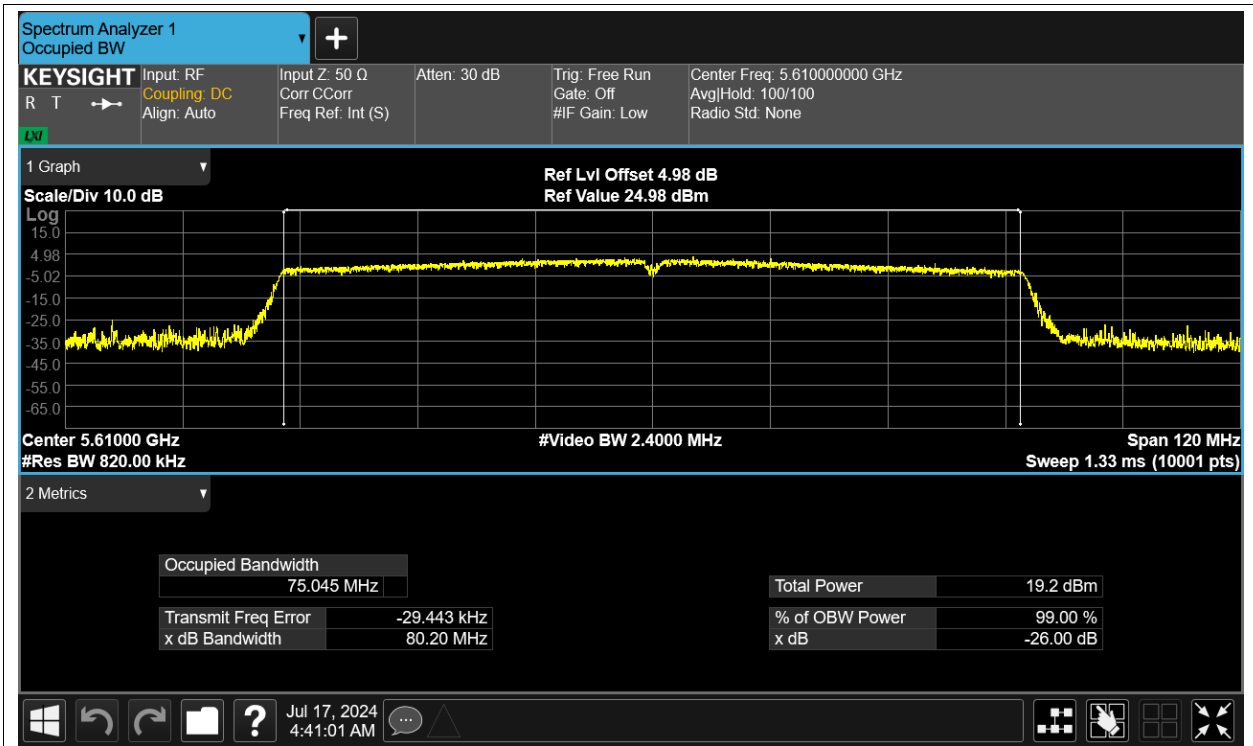 Spectrum Analyzer 1
Occupied BW
KEYSIGHT
R T
LXI
Input: RF
Coupling: DC
Align: Auto
Input Z: 50 Ω
Corr CCorr
Freq Ref: Int (S)
Atten: 30 dB
Trig: Free Run
Gate: Off
#IF Gain: Low
Center Freq: 5.610000000 GHz
Avg|Hold: 100/100
Radio Std: None
1 Graph
Scale/Div 10.0 dB
Ref Lvl Offset 4.98 dB
Ref Value 24.98 dBm
Log
15.0
4.98
-5.02
-15.0
-25.0
-35.0
-45.0
-55.0
-65.0
Center 5.61000 GHz
#Video BW 2.4000 MHz
Span 120 MHz
#Res BW 820.00 kHz
Sweep 1.33 ms (10001 pts)
2 Metrics
Occupied Bandwidth
75.045 MHz
Total Power 19.2 dBm
Transmit Freq Error -29.443 kHz
% of OBW Power 99.00 %
x dB Bandwidth 80.20 MHz
x dB -26.00 dB
?
Jul 17, 2024
4:41:01 AM